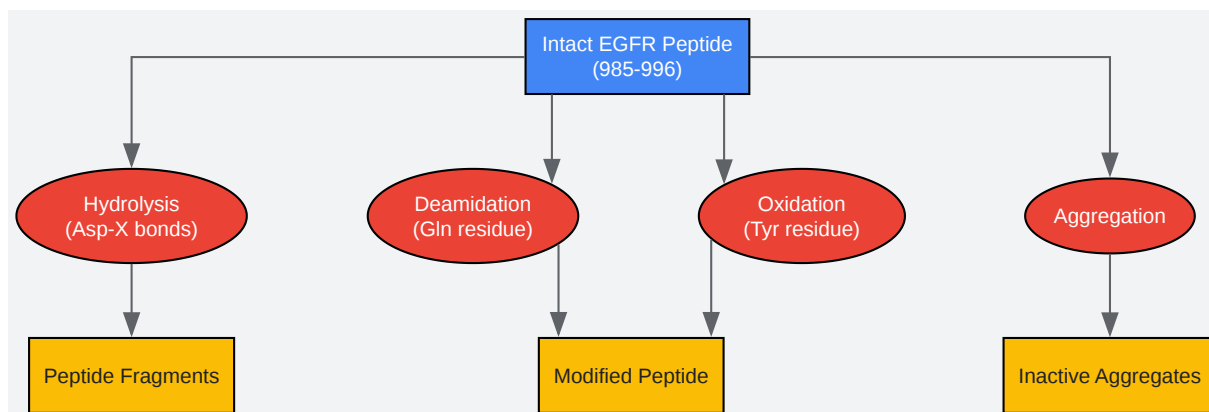 Intact EGFR Peptide
(985-996)
Hydrolysis
(Asp-X bonds)
Deamidation
(Gln residue)
Oxidation
(Tyr residue)
Aggregation
Peptide Fragments
Modified Peptide
Inactive Aggregates